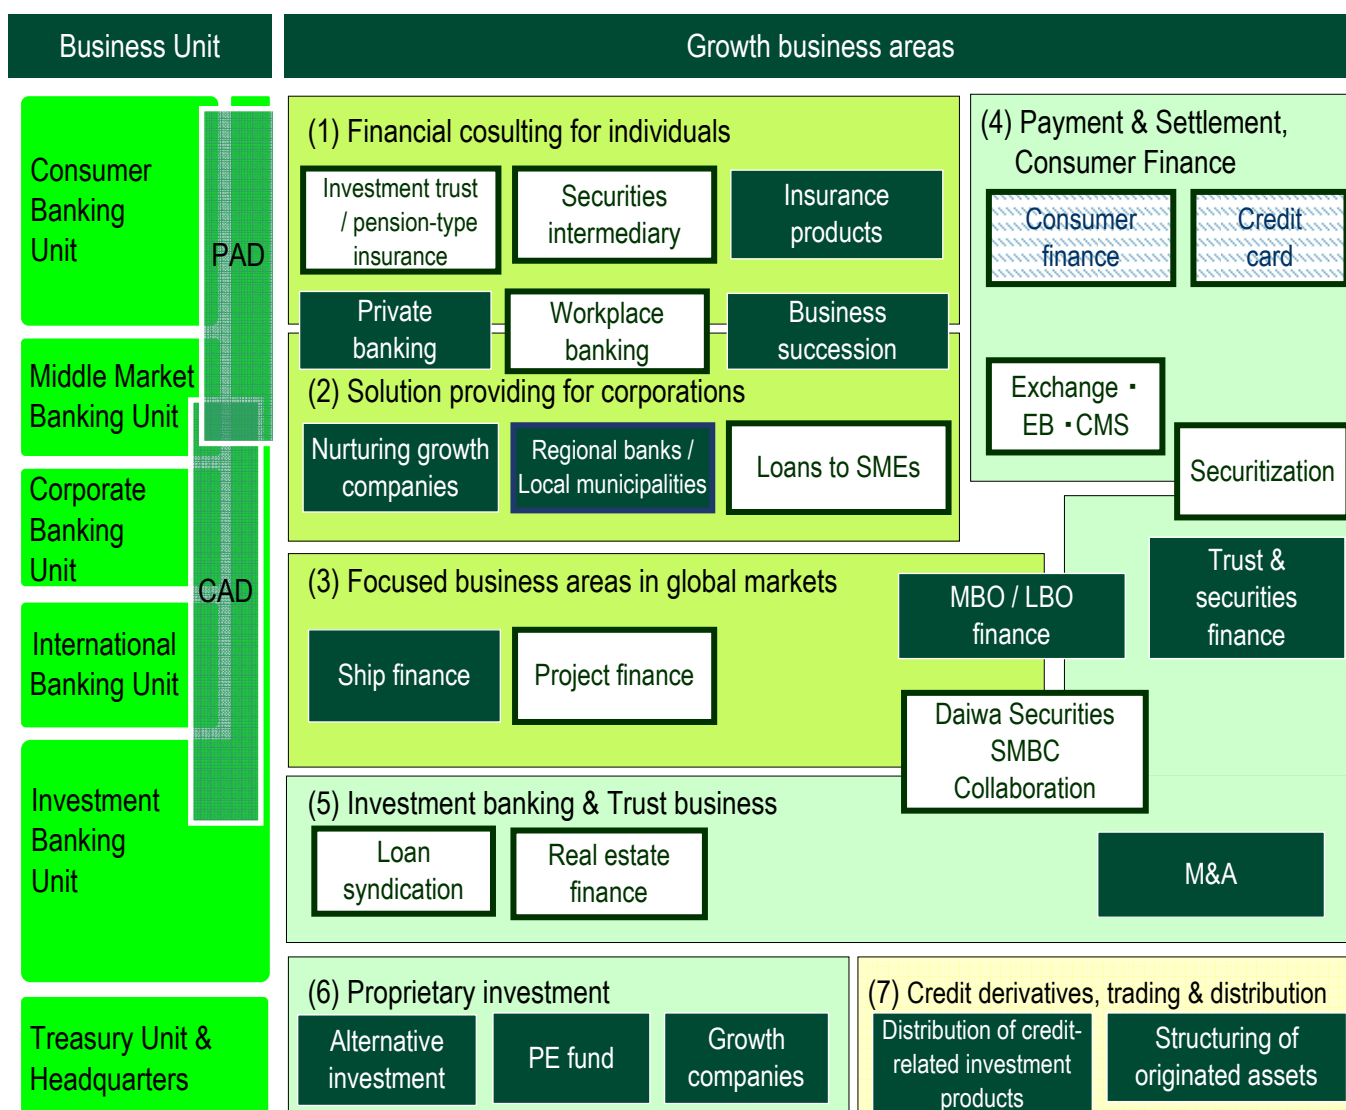 Business Unit
Growth business areas
Consumer
Banking
Unit
PAD
Middle Market
Banking Unit
Corporate
Banking
Unit
CAD
International
Banking Unit
Investment
Banking
Unit
Treasury Unit &
Headquarters
(1) Financial cosulting for individuals
Investment trust
/ pension-type
insurance
Securities
intermediary
Insurance
products
Private
banking
Workplace
banking
Business
succession
(2) Solution providing for corporations
Nurturing growth
companies
Regional banks /
Local municipalities
Loans to SMEs
(3) Focused business areas in global markets
Ship finance
Project finance
MBO / LBO
finance
Daiwa Securities
SMBC
Collaboration
(4) Payment & Settlement,
Consumer Finance
Consumer
finance
Credit
card
Exchange・
EB・CMS
Securitization
Trust &
securities
finance
(5) Investment banking & Trust business
Loan
syndication
Real estate
finance
M&A
(6) Proprietary investment
Alternative
investment
PE fund
Growth
companies
(7) Credit derivatives, trading & distribution
Distribution of credit-
related investment
products
Structuring of
originated assets